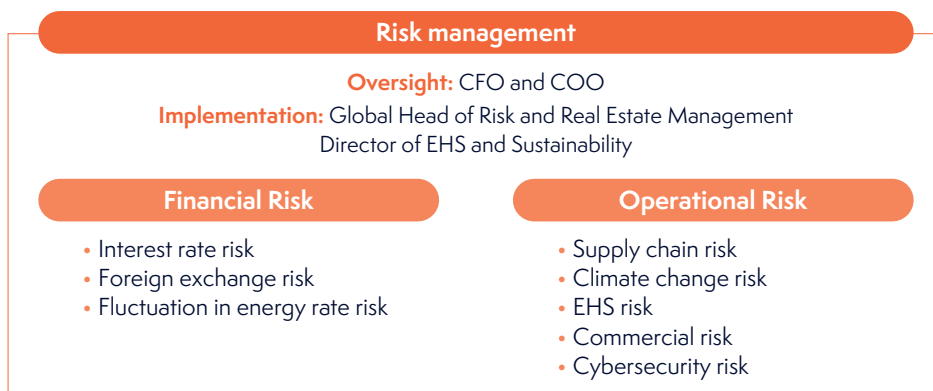 Risk management
Oversight: CFO and COO
Implementation: Global Head of Risk and Real Estate Management
Director of EHS and Sustainability
Financial Risk
• Interest rate risk
• Foreign exchange risk
• Fluctuation in energy rate risk
Operational Risk
• Supply chain risk
• Climate change risk
• EHS risk
• Commercial risk
• Cybersecurity risk